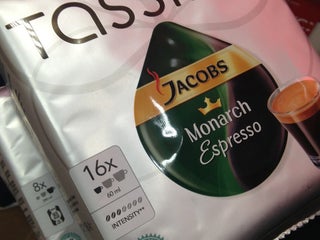 TASSI
JACOBS
Monarch
Espresso
16x
60 ml
INTENSITY
8x